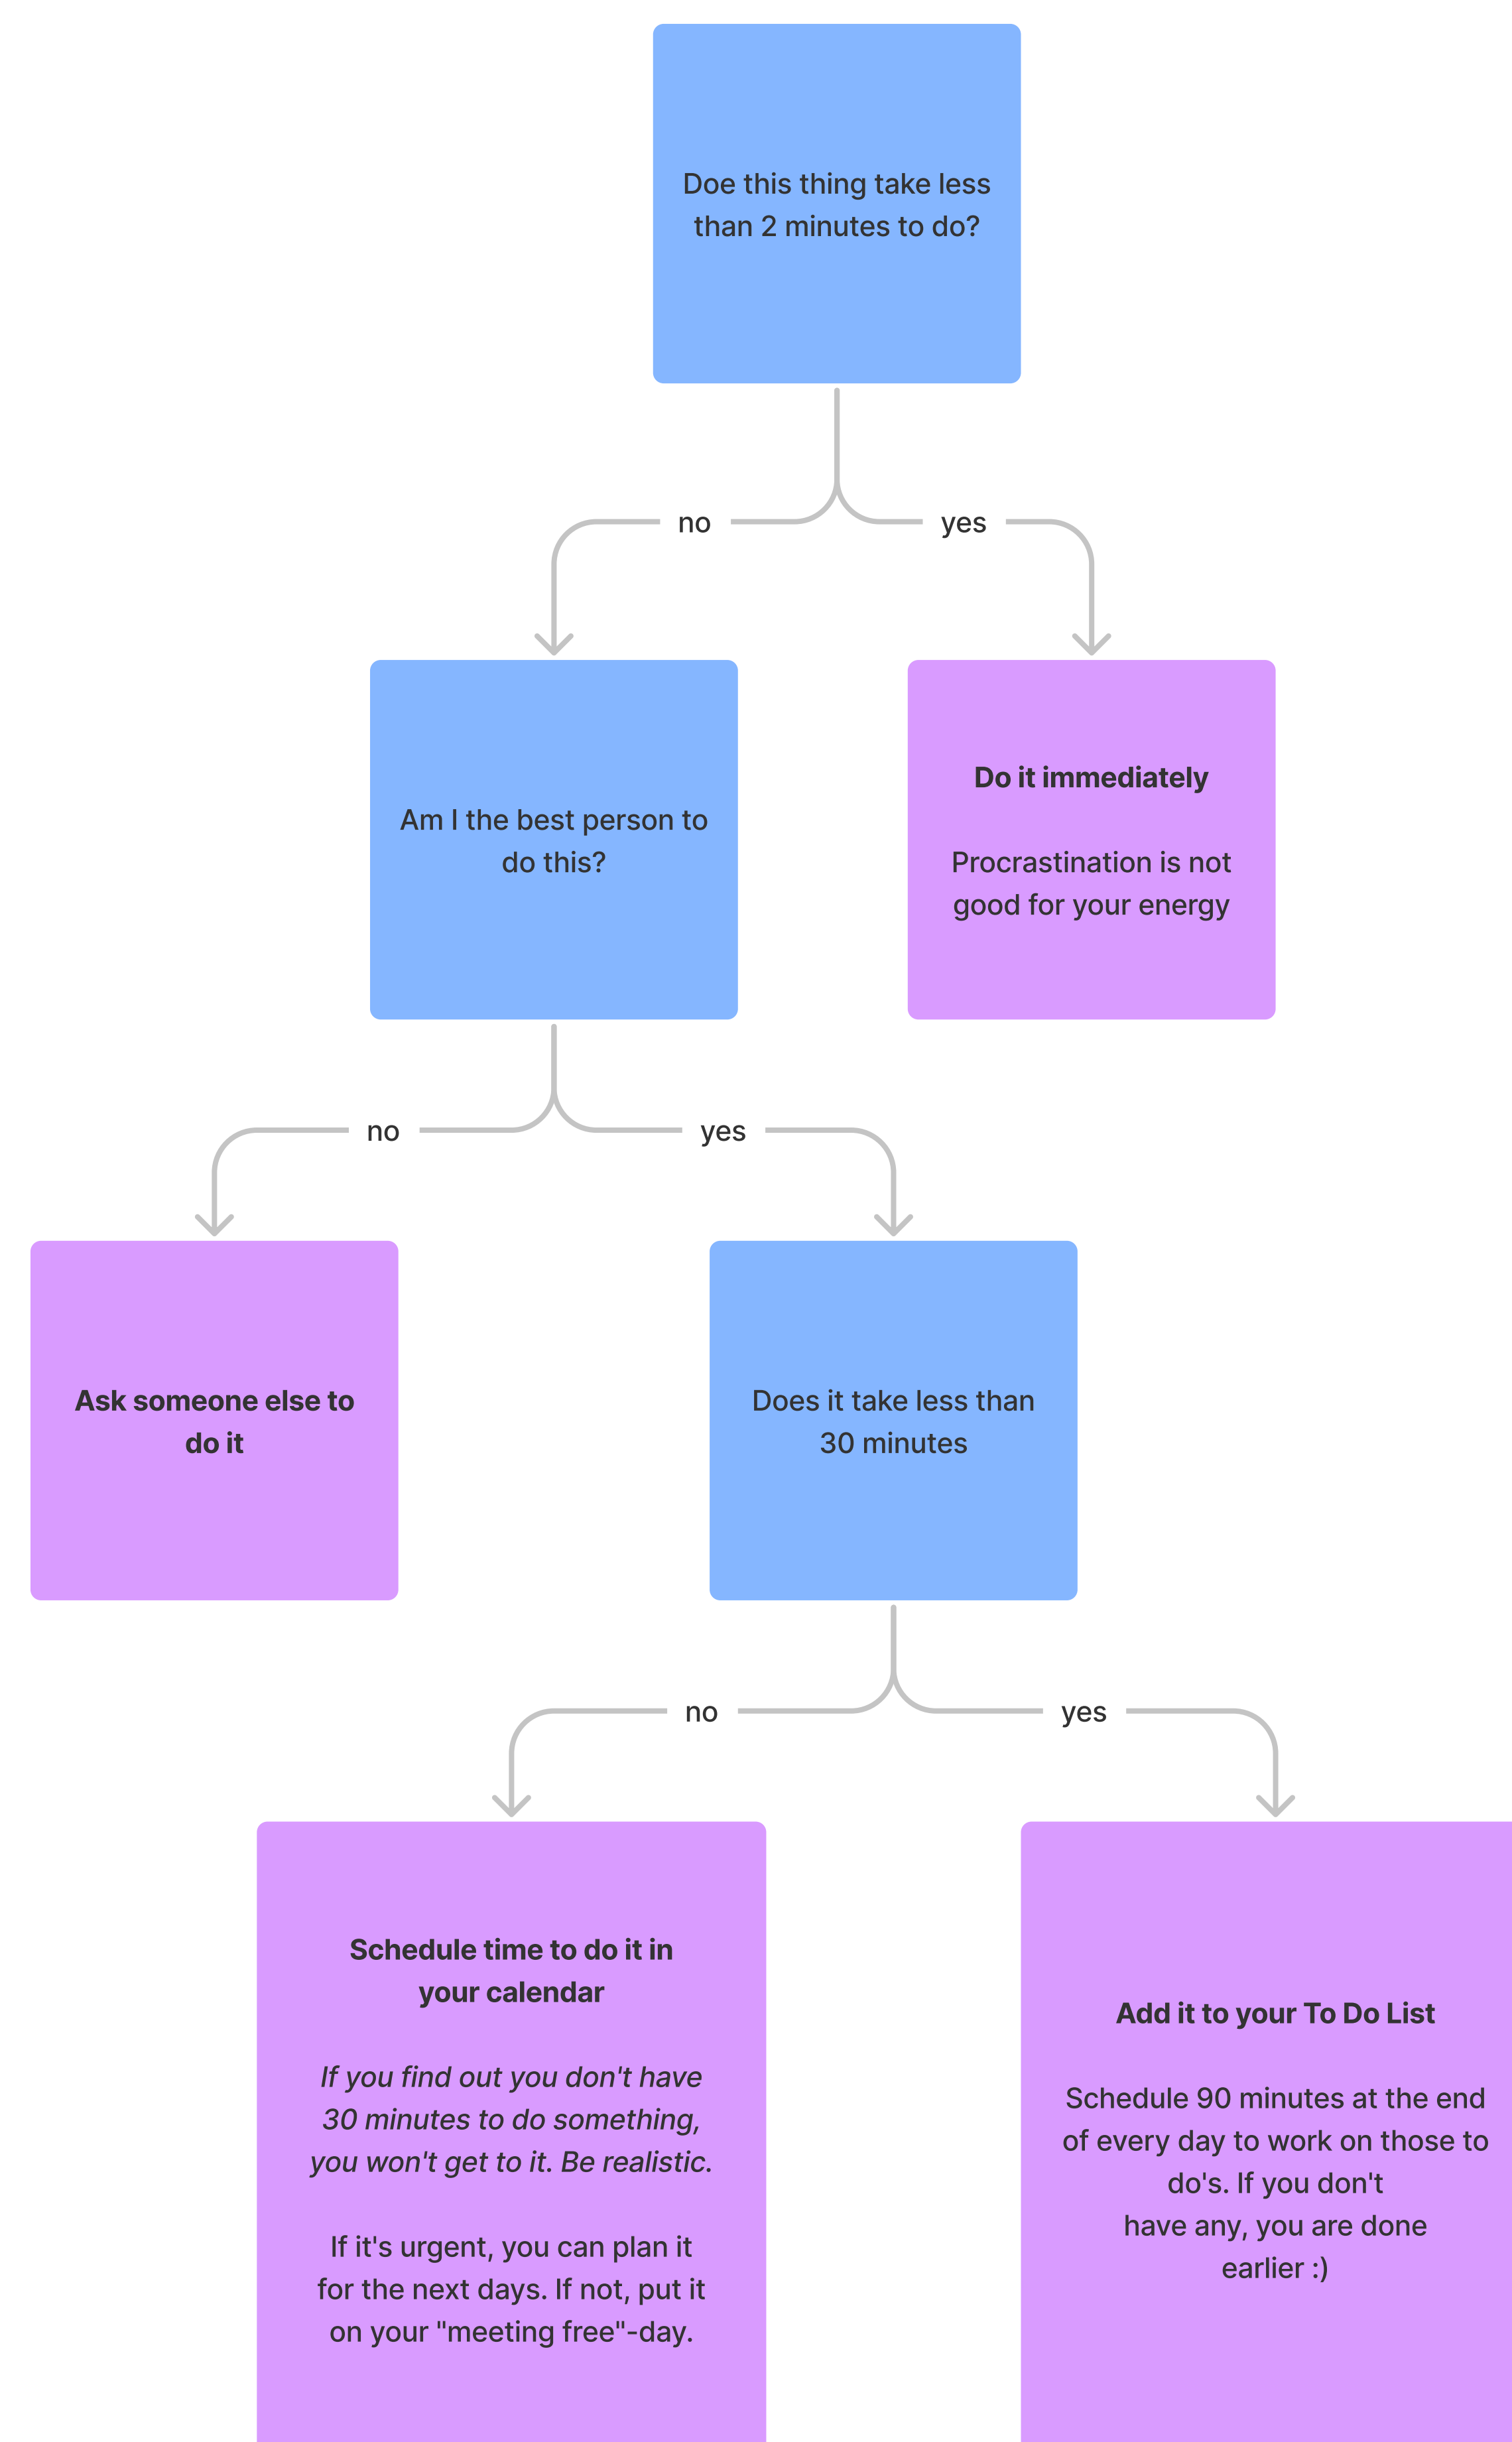 Doe this thing take less
than 2 minutes to do?
no
yes
Am I the best person to
do this?
Do it immediately
Procrastination is not
good for your energy
no
yes
Ask someone else to
do it
Does it take less than
30 minutes
no
yes
Schedule time to do it in
your calendar
If you find out you don't have
30 minutes to do something,
you won't get to it. Be realistic.
If it's urgent, you can plan it
for the next days. If not, put it
on your "meeting free"-day.
Add it to your To Do List
Schedule 90 minutes at the end
of every day to work on those to
do's. If you don't
have any, you are done
earlier :)